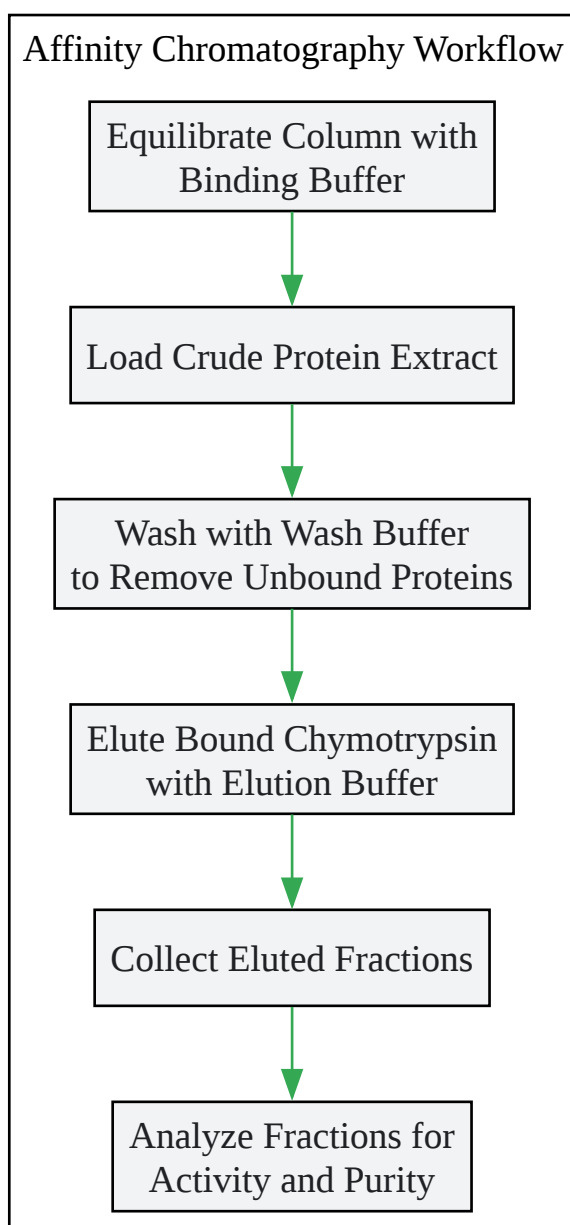 Affinity Chromatography Workflow
Equilibrate Column with
Binding Buffer
Load Crude Protein Extract
Wash with Wash Buffer
to Remove Unbound Proteins
Elute Bound Chymotrypsin
with Elution Buffer
Collect Eluted Fractions
Analyze Fractions for
Activity and Purity